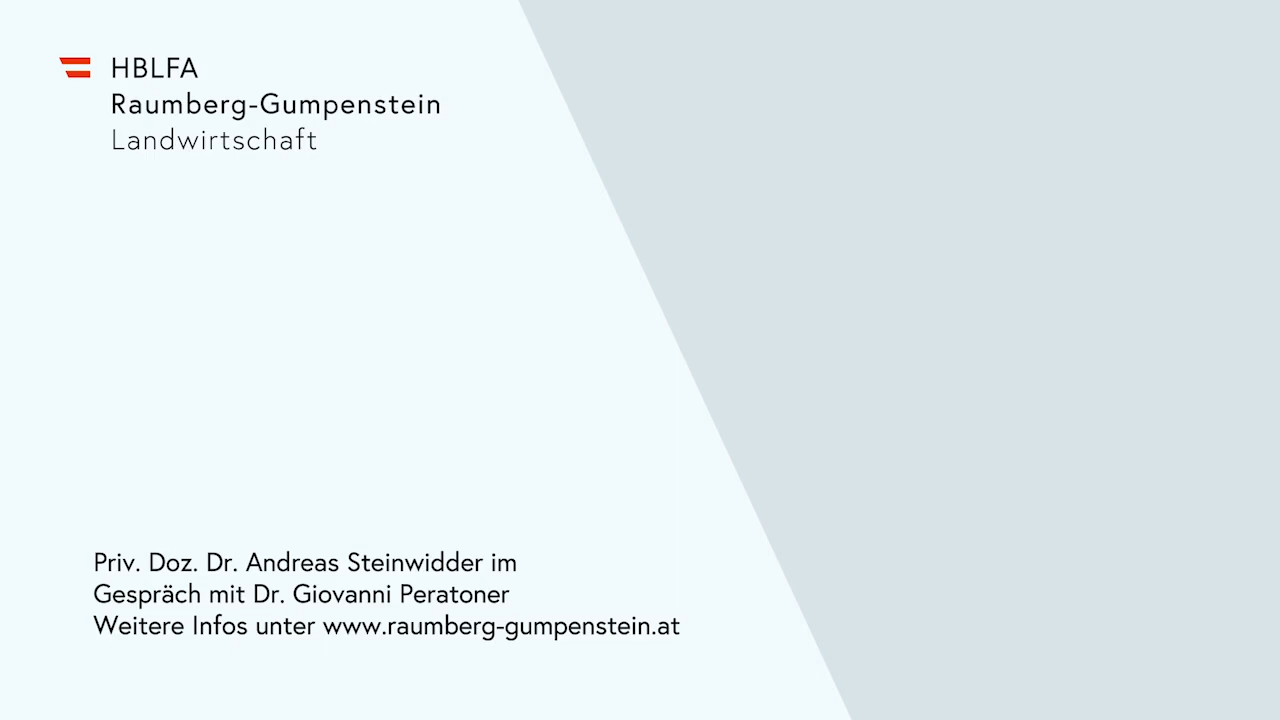 HBLFA
Raumberg-Gumpenstein
Landwirtschaft
Priv. Doz. Dr. Andreas Steinwidder im
Gespräch mit Dr. Giovanni Peratoner
Weitere Infos unter www.raumberg-gumpenstein.at